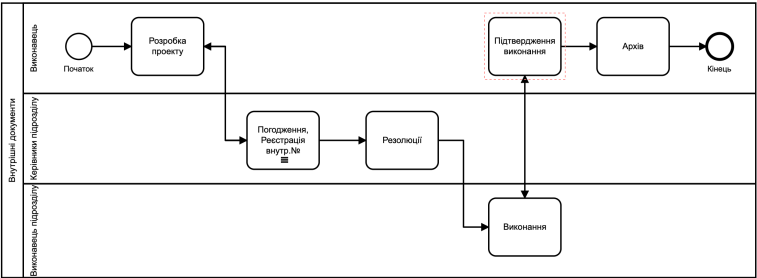 Внутрішні документи
Виконавець
Початок
Розробка
проекту
Підтвердження
виконання
Архів
Кінець
Керівники підрозділу
Погодження,
Реєстрація
внутр.№
Резолюції
Виконавець підрозділу
Виконання